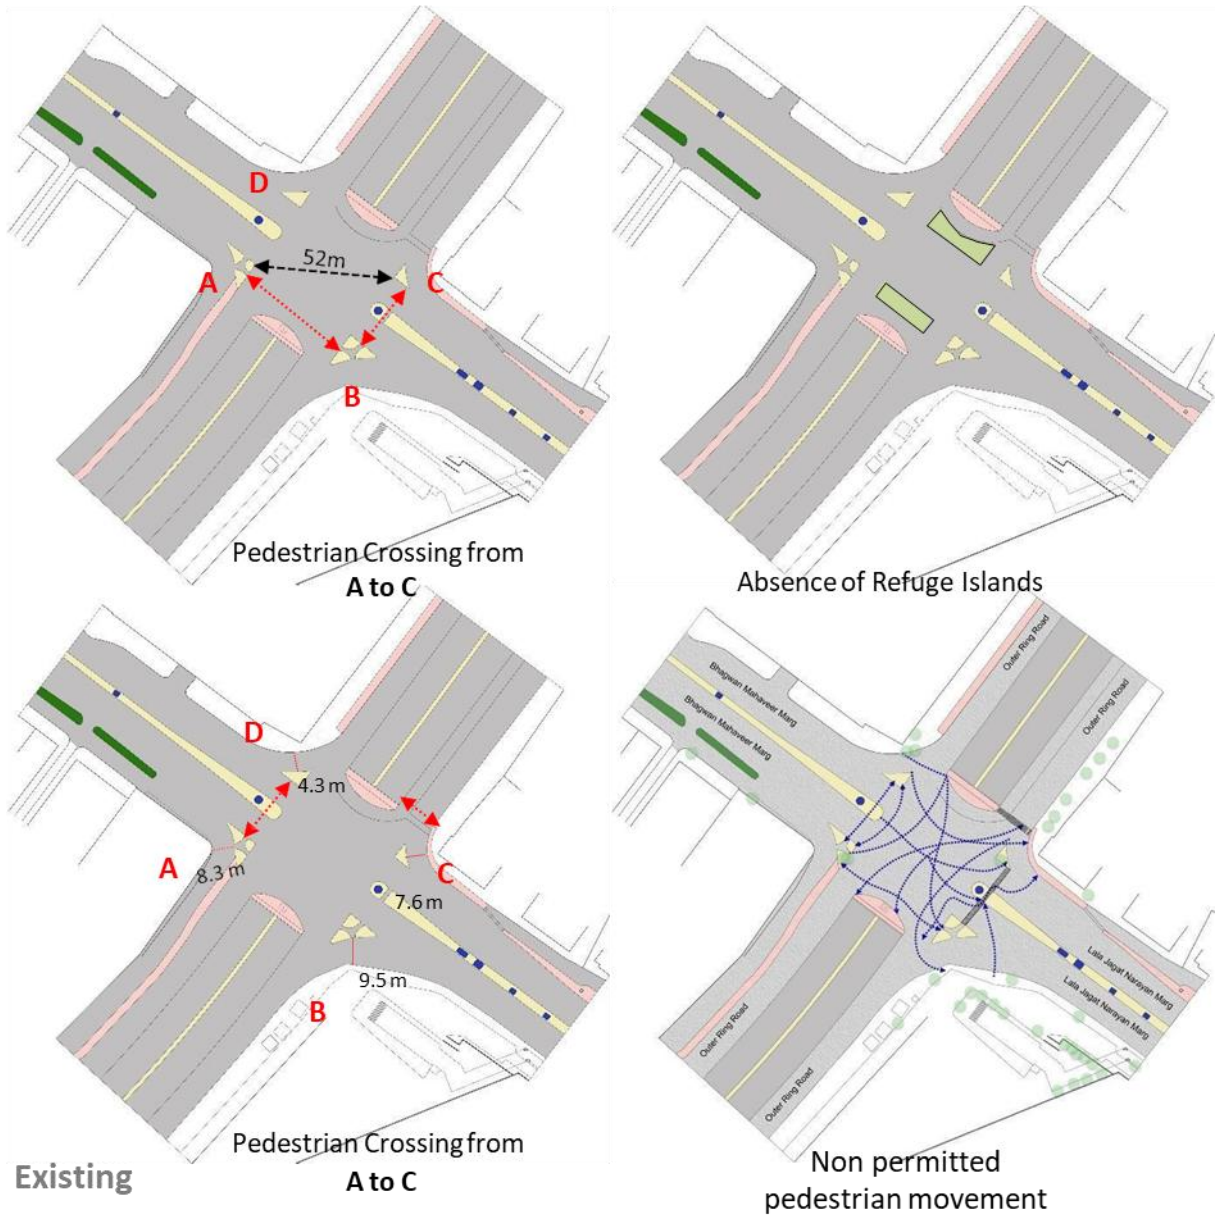 D
52m
A
C
B
Pedestrian Crossing from
A to C
Absence of Refuge Islands
D
4.3 m
A
8.3 m
C
7.6 m
9.5 m
B
Pedestrian Crossing from
A to C
Existing
Outer Ring Road
Outer Ring Road
Bhagwan Mahaveer Marg
Bhagwan Mahaveer Marg
Lala Jagat Narayan Marg
Lala Jagat Narayan Marg
Outer Ring Road
Outer Ring Road
Non permitted
pedestrian movement